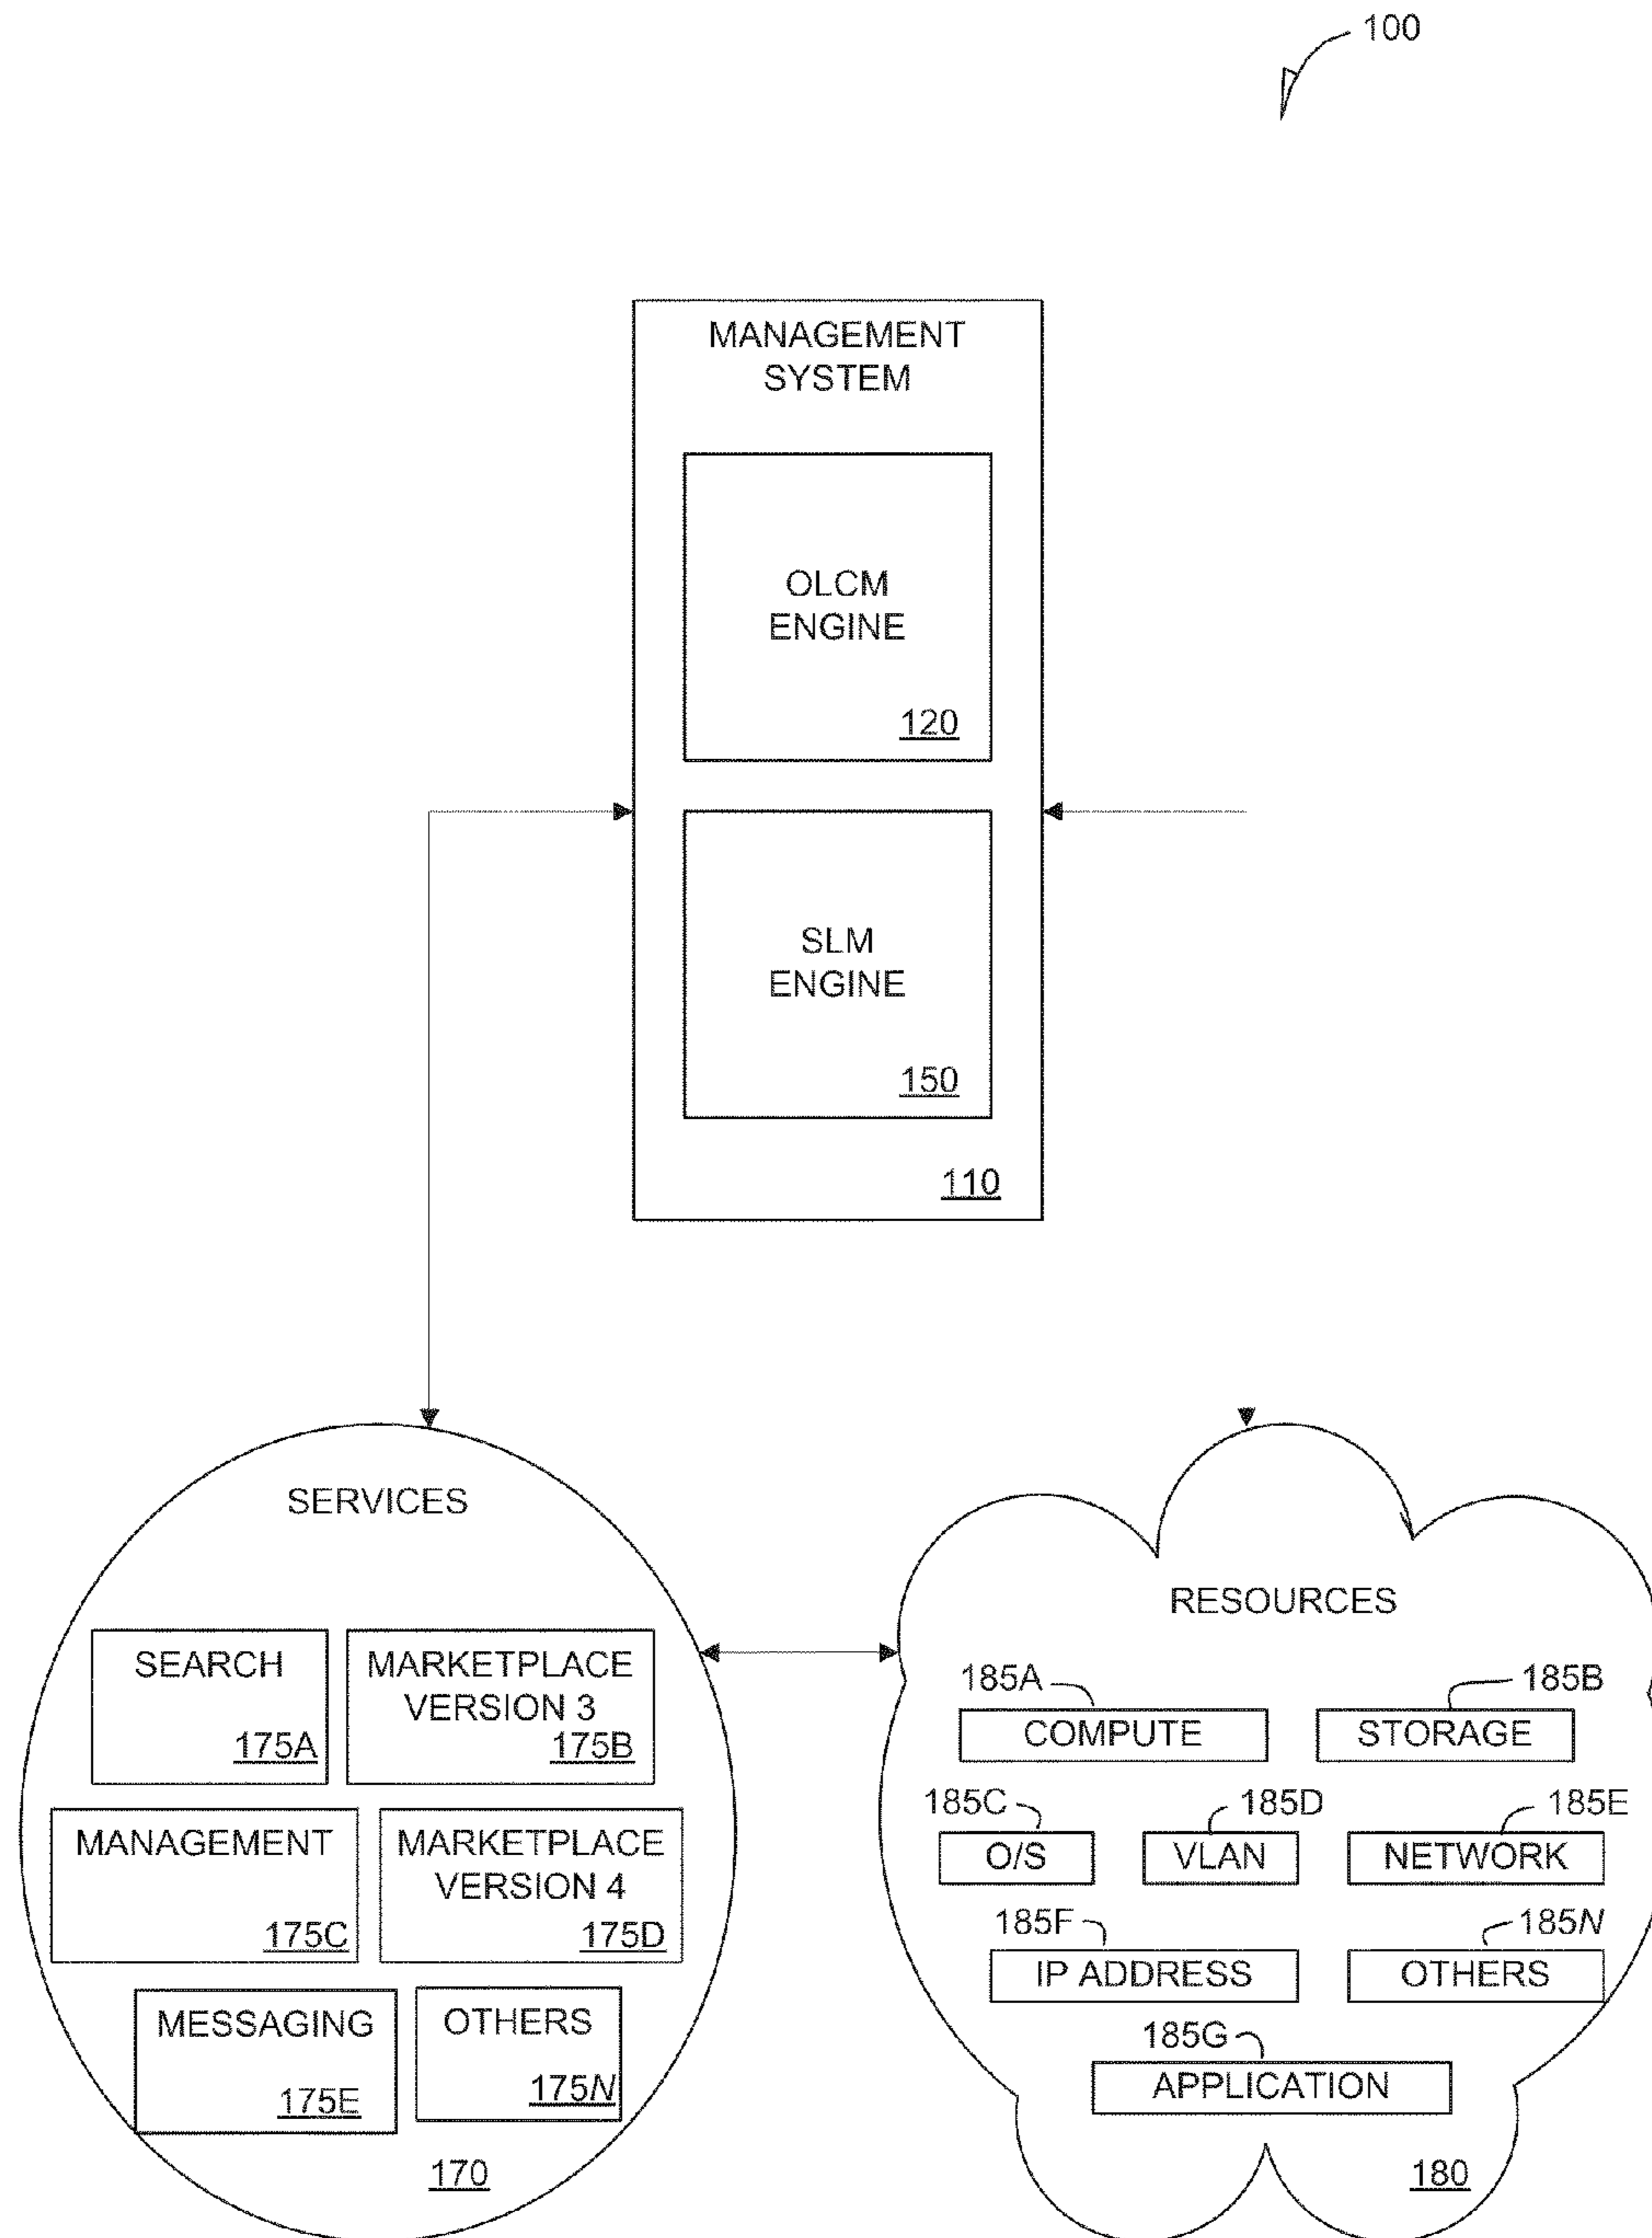 100
MANAGEMENT
SYSTEM
OLCM
ENGINE
120
SLM
ENGINE
150
110
SERVICES
SEARCH
175A
MARKETPLACE
VERSION 3
175B
MANAGEMENT
175C
MARKETPLACE
VERSION 4
175D
MESSAGING
175E
OTHERS
175N
170
RESOURCES
185A
COMPUTE
185B
STORAGE
185C
O/S
185D
VLAN
185E
NETWORK
185F
IP ADDRESS
185N
OTHERS
185G
APPLICATION
180